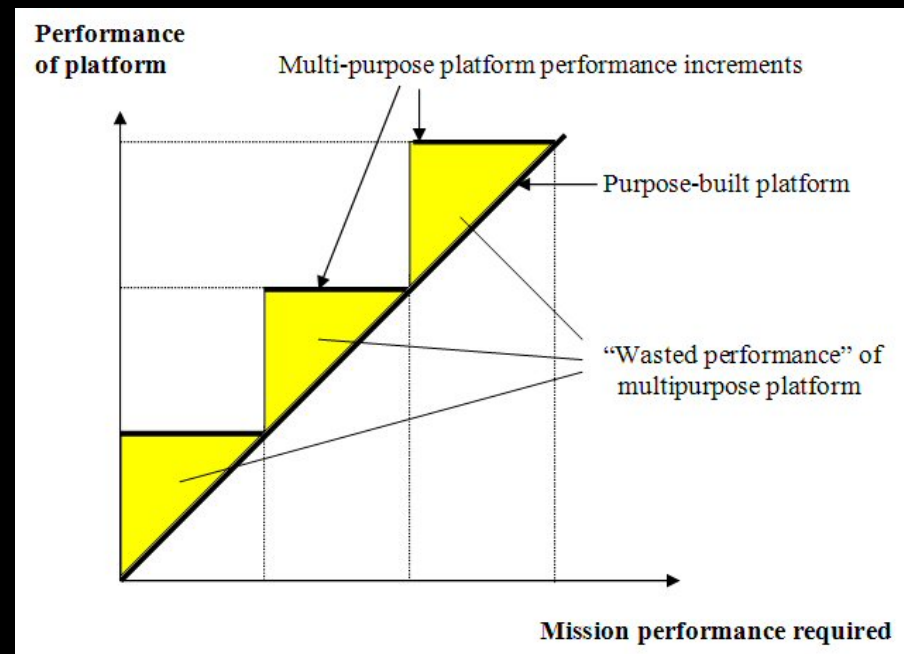 Performance
of platform
Multi-purpose platform performance increments
Purpose-built platform
“Wasted performance” of
multipurpose platform
Mission performance required